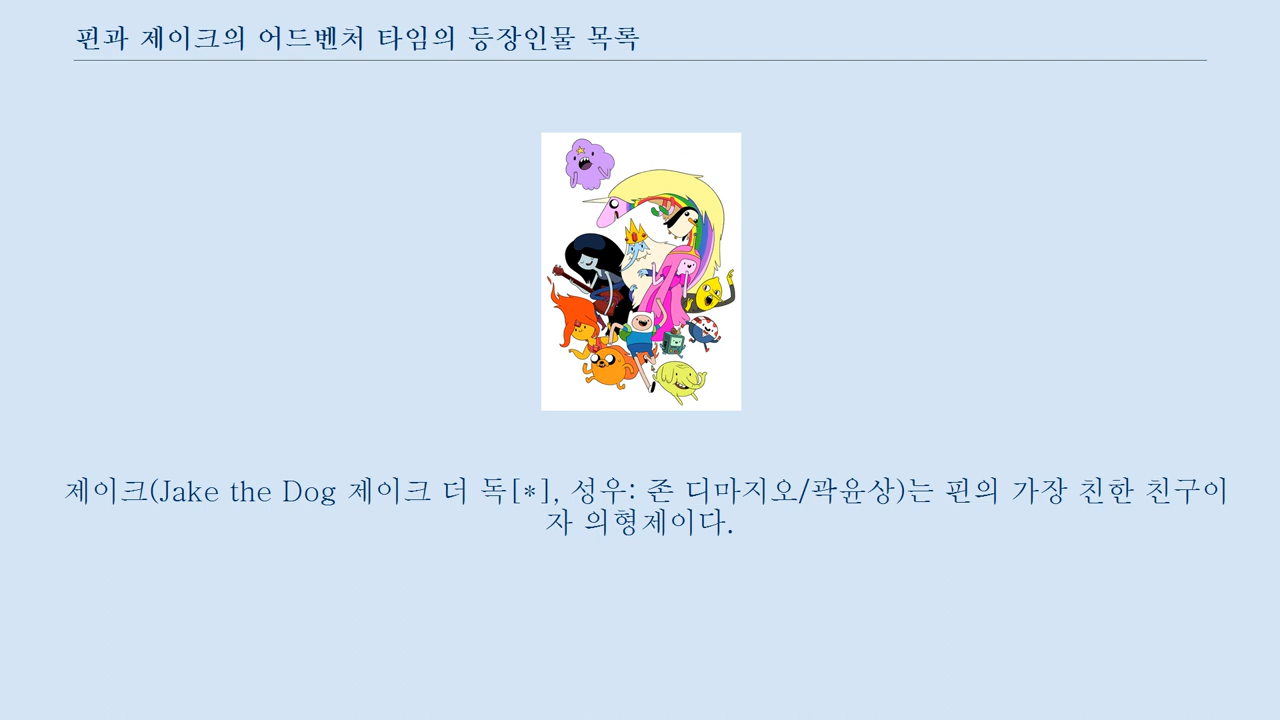 핀과 제이크의 어드벤처 타임의 등장인물 목록
제이크(Jake the Dog 제이크 더 독[*], 성우: 존 디마지오/곽윤상)는 핀의 가장 친한 친구이
자 의형제이다.